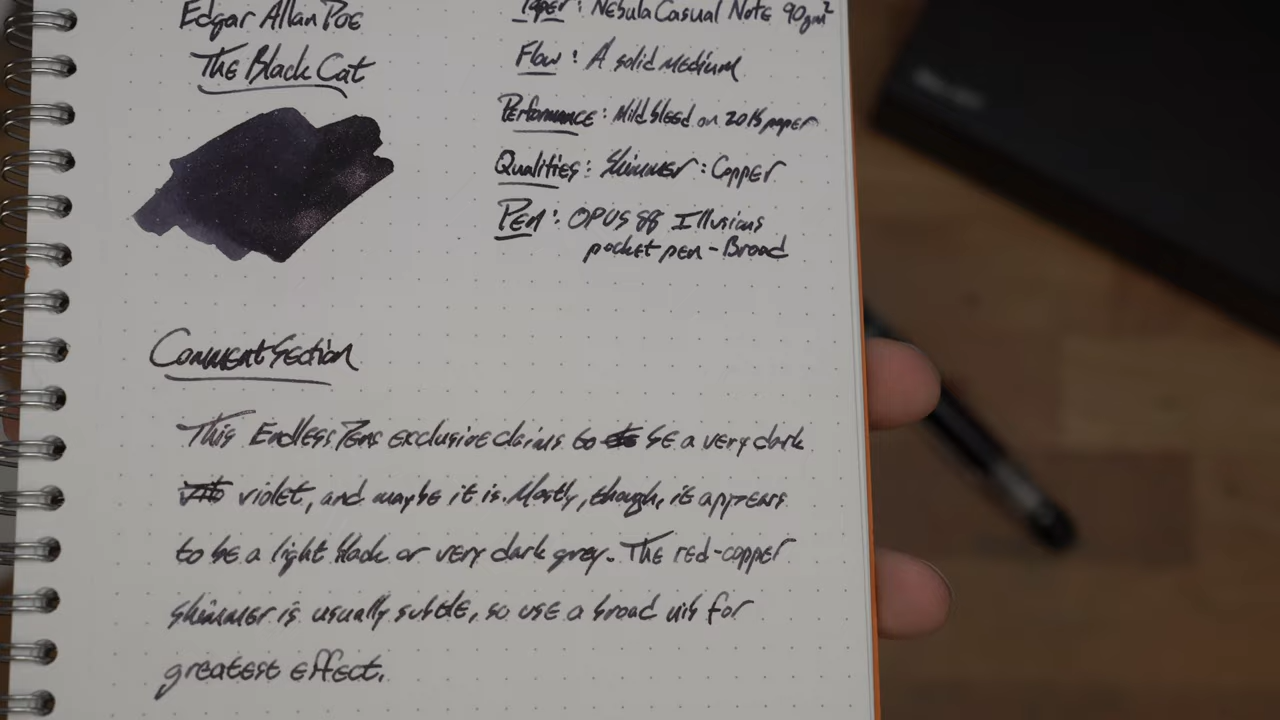 Edgar Allan Poe
The Black Cat
Paper: Nebula Casual Note 90gm²
Flow: A solid medium
Performance: Mild bleed on 20 lb paper
Qualities: Shimmer: Copper
Pen: OPUS 88 Illusions
pocket pen - Broad
Comment Section
This Endless Pens exclusive claims to be a very dark
violet, and maybe it is. Mostly, though, it appears
to be a light black or very dark grey. The red-copper
shimmer is usually subtle, so use a broad nib for
greatest effect.